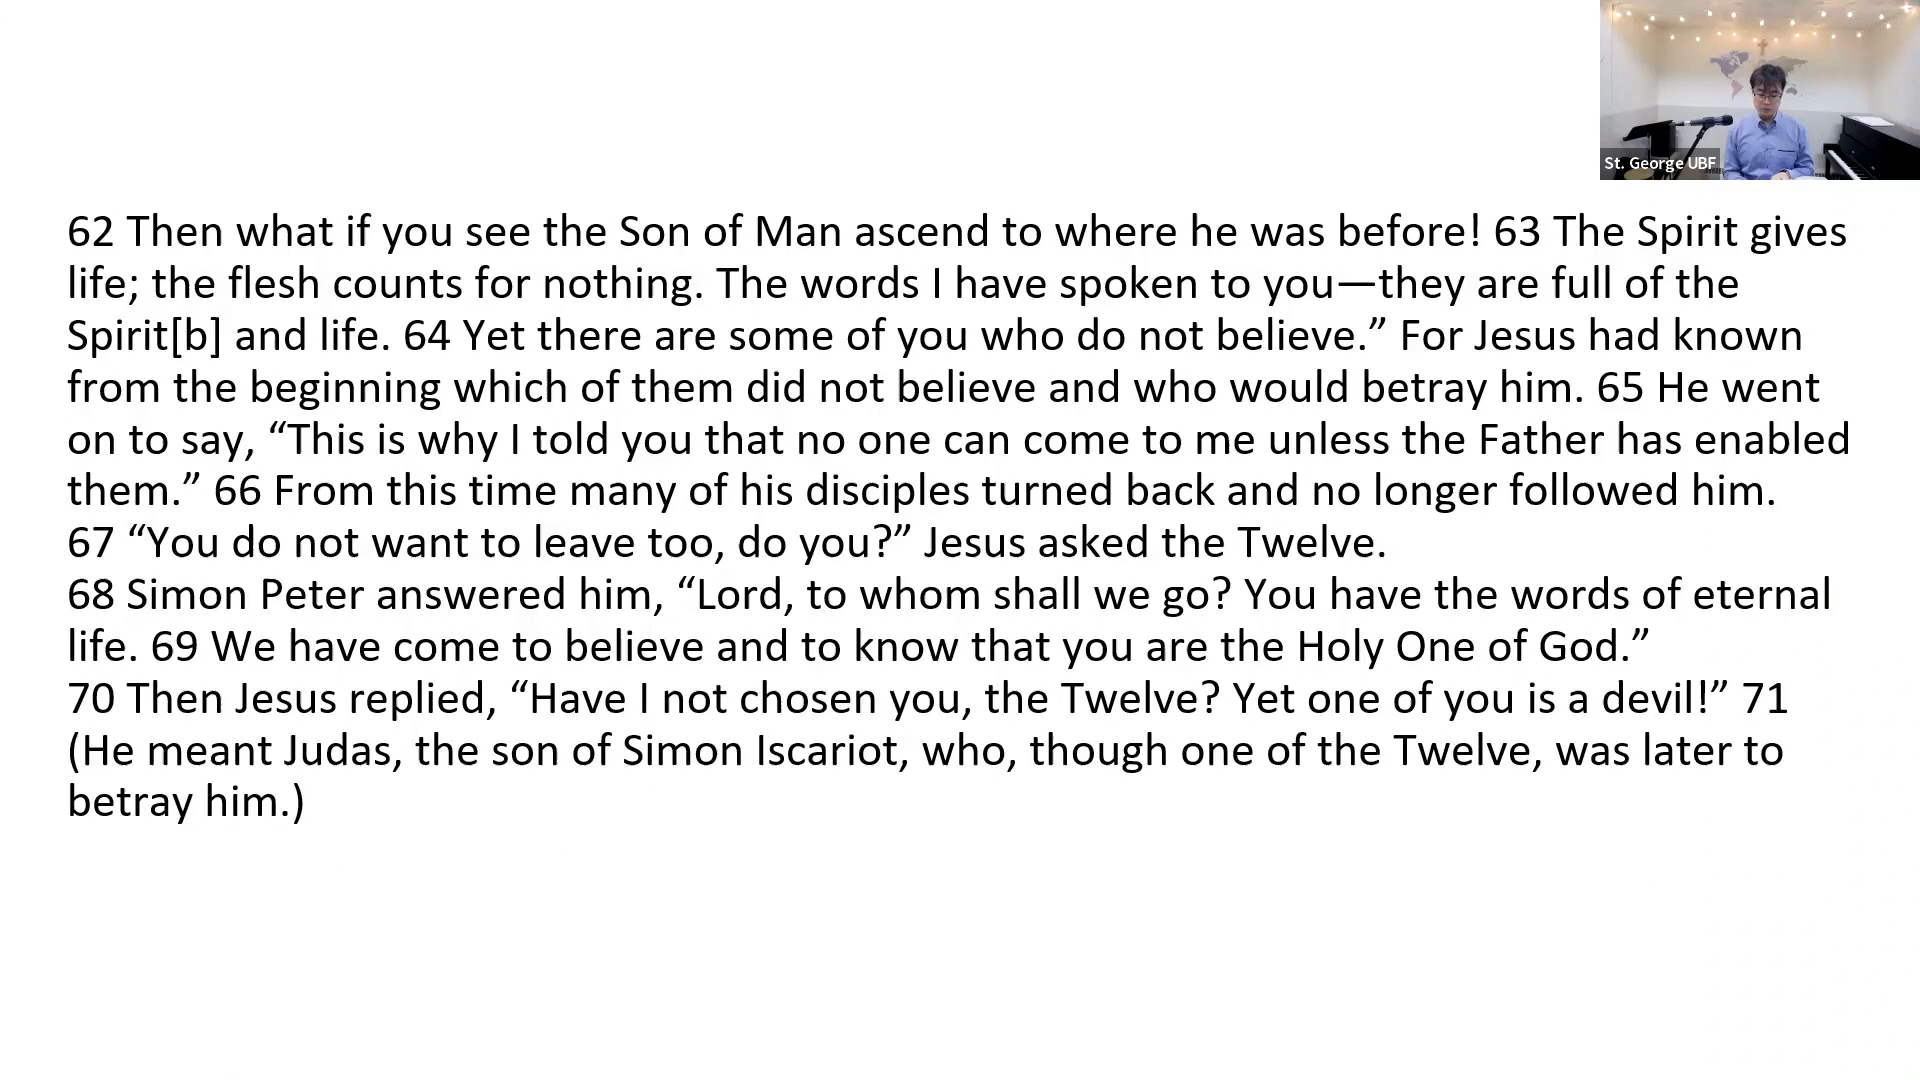 St. George UBF
62 Then what if you see the Son of Man ascend to where he was before! 63 The Spirit gives
life; the flesh counts for nothing. The words I have spoken to you—they are full of the
Spirit[b] and life. 64 Yet there are some of you who do not believe.” For Jesus had known
from the beginning which of them did not believe and who would betray him. 65 He went
on to say, “This is why I told you that no one can come to me unless the Father has enabled
them.” 66 From this time many of his disciples turned back and no longer followed him.
67 “You do not want to leave too, do you?” Jesus asked the Twelve.
68 Simon Peter answered him, “Lord, to whom shall we go? You have the words of eternal
life. 69 We have come to believe and to know that you are the Holy One of God.”
70 Then Jesus replied, “Have I not chosen you, the Twelve? Yet one of you is a devil!” 71
(He meant Judas, the son of Simon Iscariot, who, though one of the Twelve, was later to
betray him.)